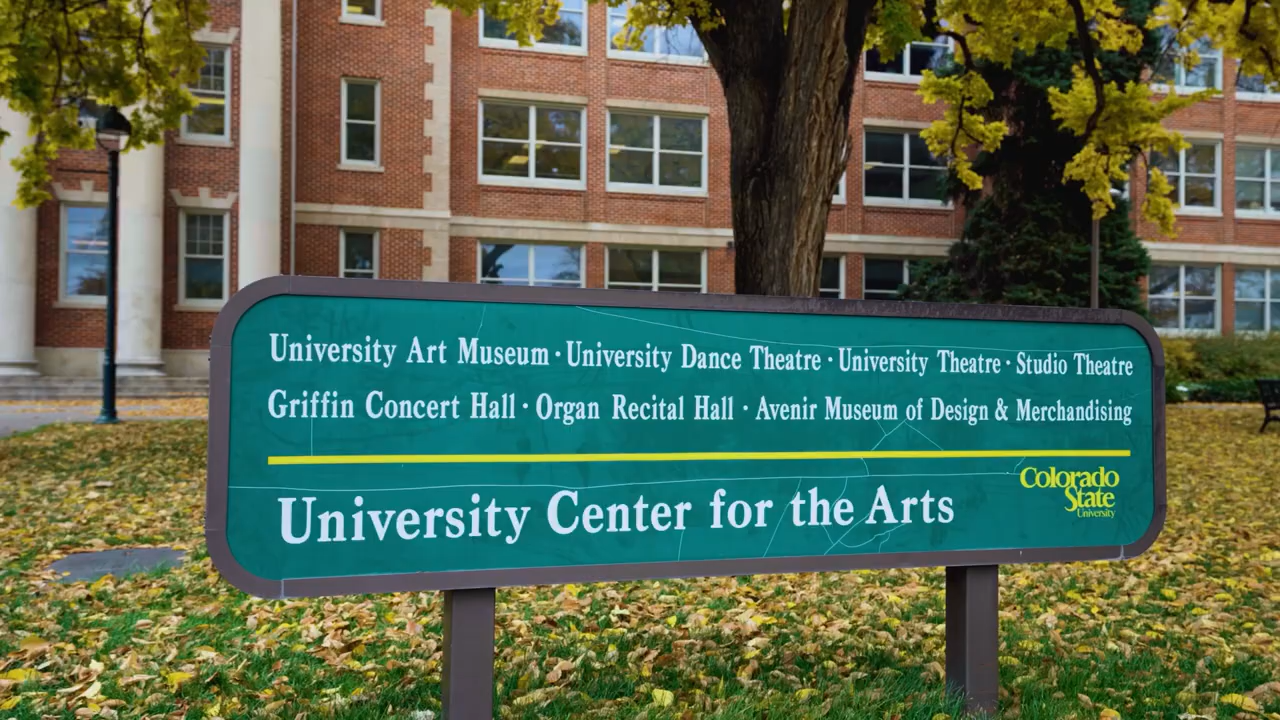 University Art Museum · University Dance Theatre · University Theatre · Studio Theatre
Griffin Concert Hall · Organ Recital Hall · Avenir Museum of Design & Merchandising
University Center for the Arts
Colorado
State
University